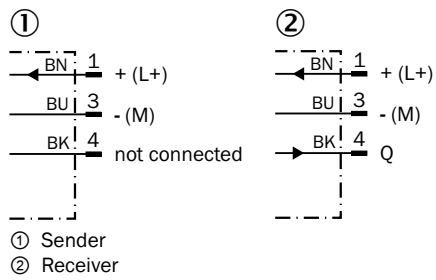 ① ②
BN 1 + (L+) BN 1 + (L+)
BU 3 - (M) BU 3 - (M)
BK 4 not connected BK 4 Q
① Sender
② Receiver